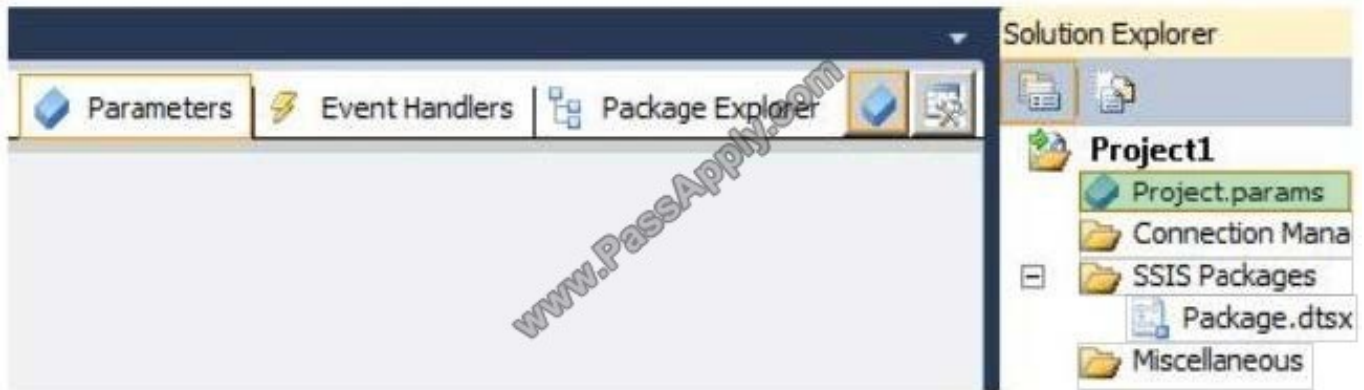 Solution Explorer
Parameters
Event Handlers
Package Explorer
Project1
Project.params
Connection Mana
SSIS Packages
Package.dtsx
Miscellaneous
www.PassApply.com